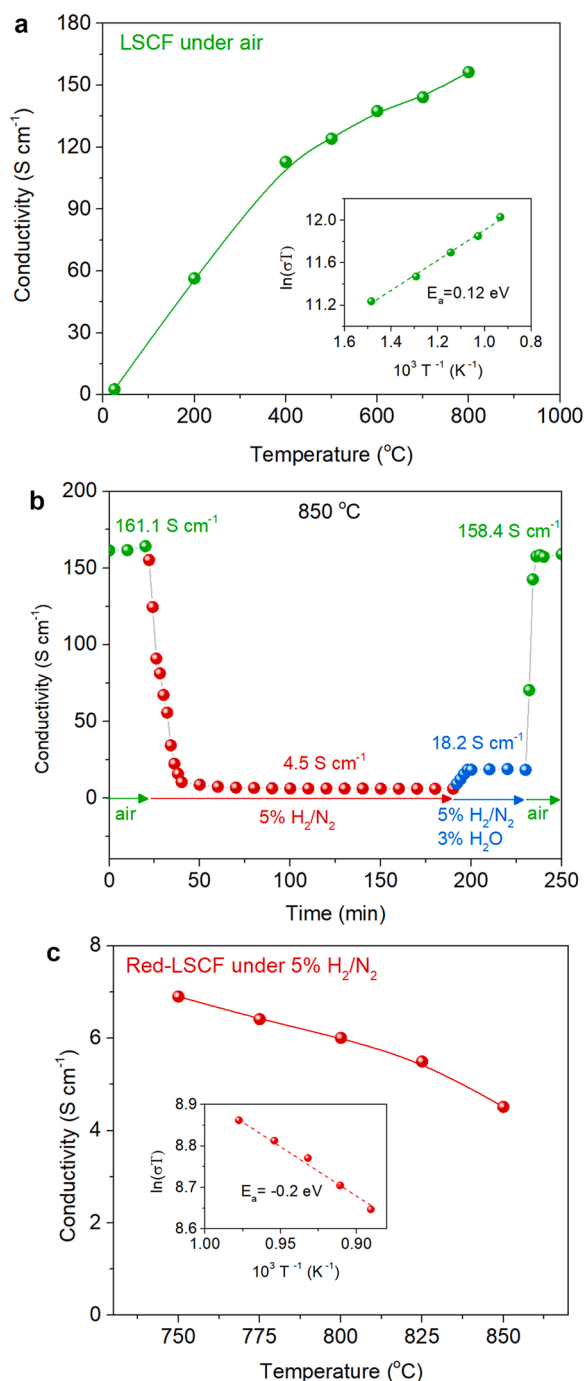 a
LSCF under air
180
150
120
90
60
30
0
Conductivity (S cm⁻¹)
0 200 400 600 800 1000
Temperature (°C)
12.0
11.6
11.2
ln(σT)
Eₐ=0.12 eV
1.6 1.4 1.2 1.0 0.8
10³ T ⁻¹ (K⁻¹)
b
850 °C
200
150
100
50
0
Conductivity (S cm⁻¹)
161.1 S cm⁻¹
158.4 S cm⁻¹
4.5 S cm⁻¹
18.2 S cm⁻¹
air
5% H₂/N₂
5% H₂/N₂
3% H₂O
air
0 50 100 150 200 250
Time (min)
c
Red-LSCF under 5% H₂/N₂
8
6
4
2
0
Conductivity (S cm⁻¹)
8.9
8.8
8.7
8.6
ln(σT)
Eₐ= -0.2 eV
1.00 0.95 0.90
10³ T ⁻¹ (K⁻¹)
750 775 800 825 850
Temperature (°C)